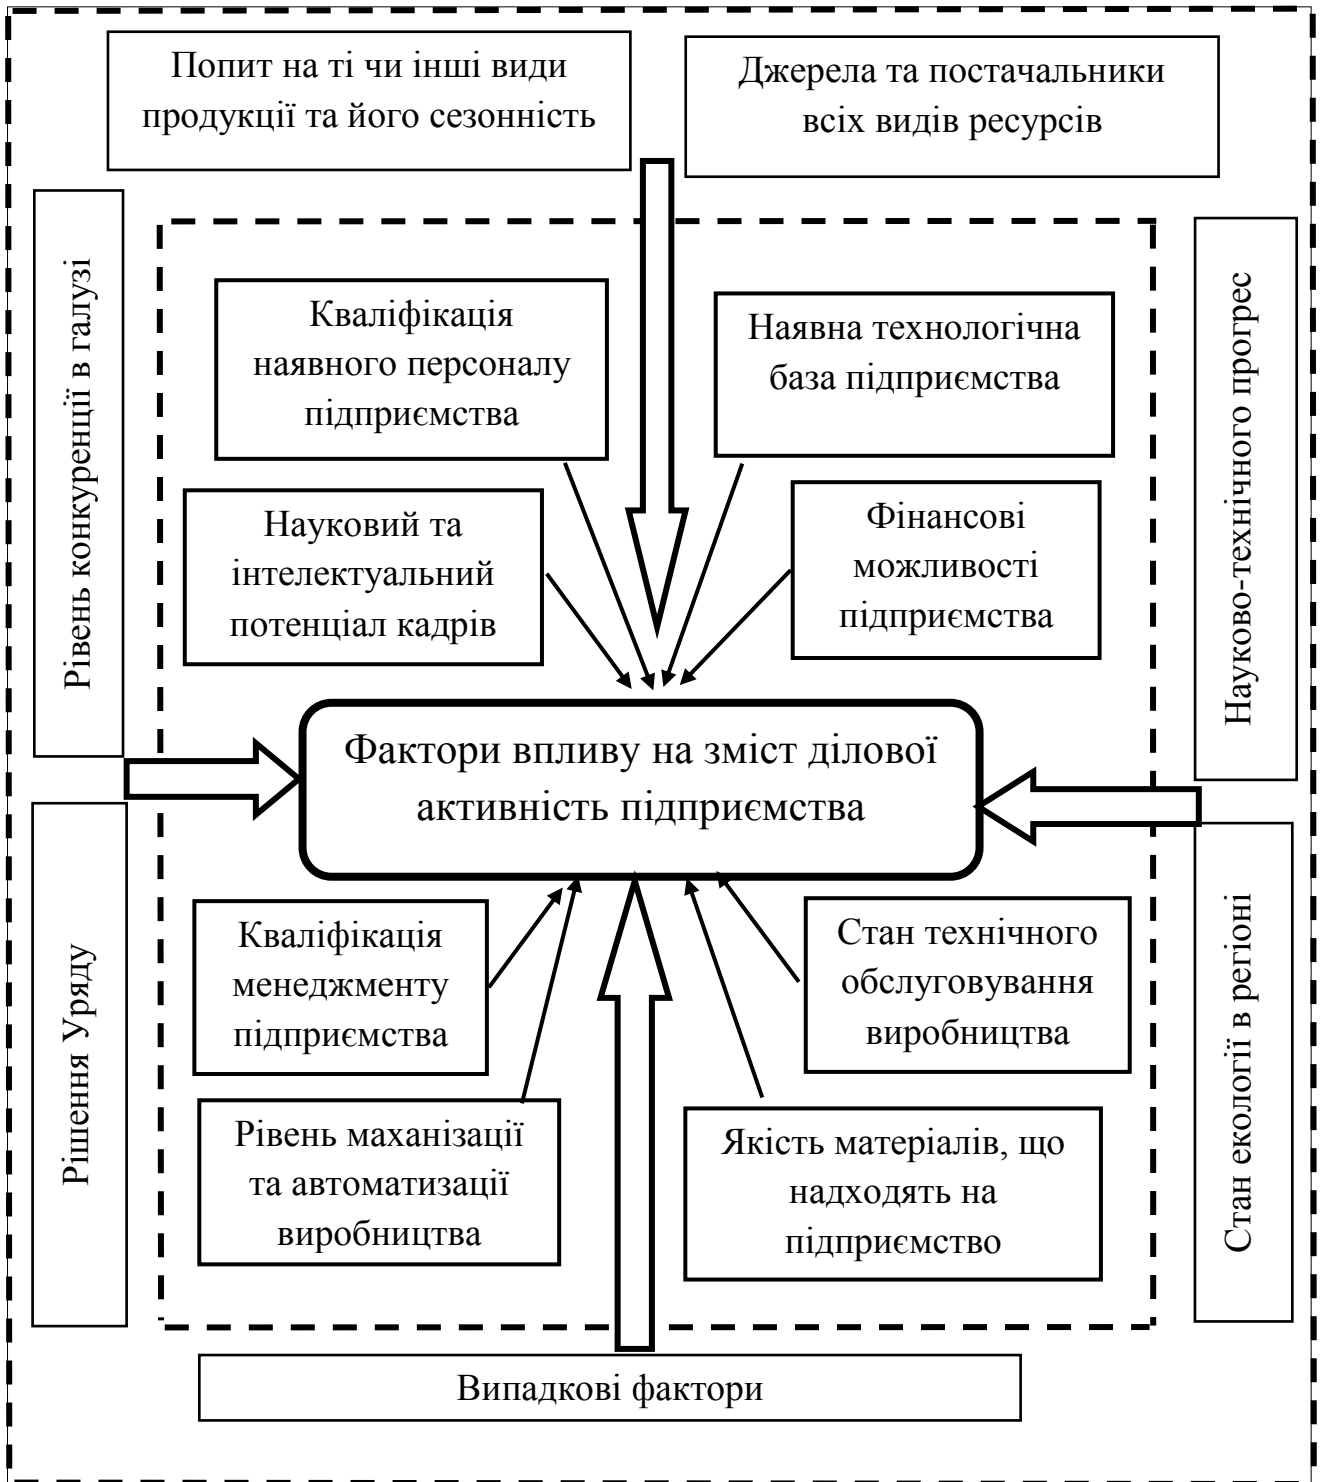 Попит на ті чи інші види
продукції та його сезонність
Джерела та постачальники
всіх видів ресурсів
Рівень конкуренції в галузі
Науково-технічного прогрес
Кваліфікація
наявного персоналу
підприємства
Наявна технологічна
база підприємства
Науковий та
інтелектуальний
потенціал кадрів
Фінансові
можливості
підприємства
Фактори впливу на зміст ділової
активність підприємства
Рішення Уряду
Стан екології в регіоні
Кваліфікація
менеджменту
підприємства
Стан технічного
обслуговування
виробництва
Рівень маханізації
та автоматизації
виробництва
Якість матеріалів, що
надходять на
підприємство
Випадкові фактори